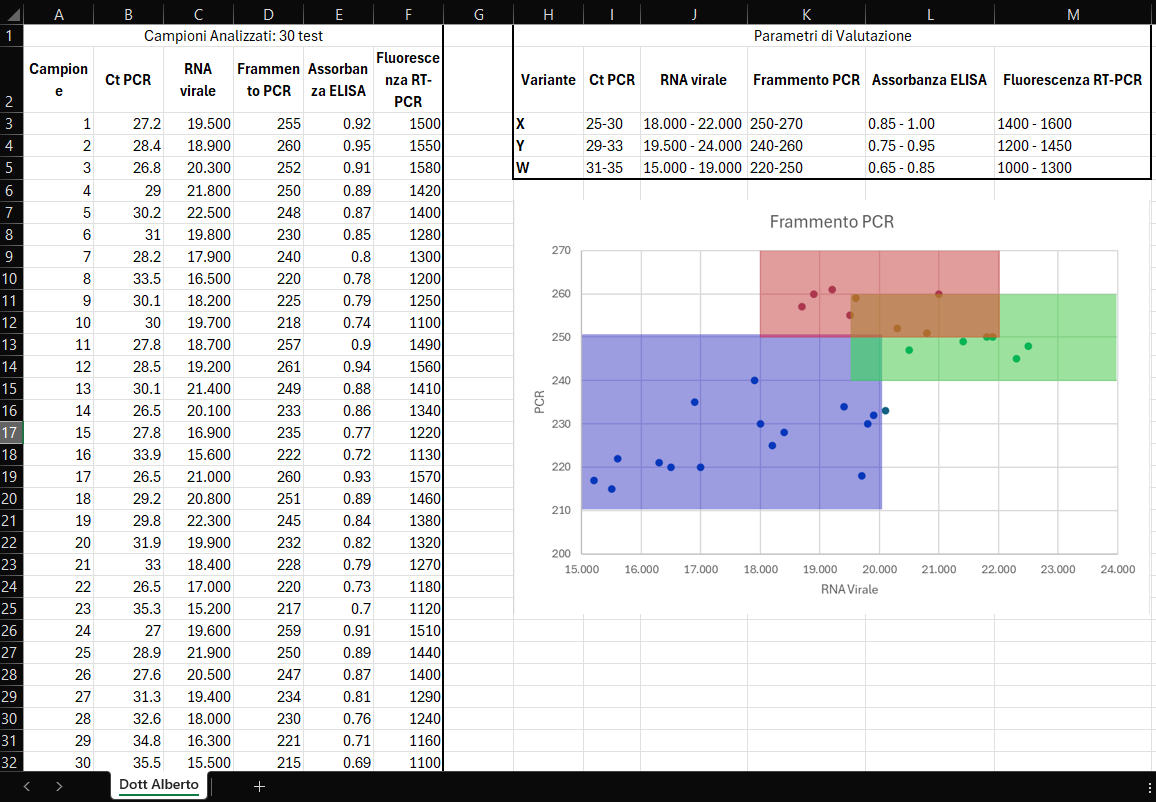 A B C D E F G H I J K L M
1 Campioni Analizzati: 30 test Parametri di Valutazione
2 Campione Ct PCR RNA virale Frammento PCR Assorbanza ELISA Fluorescenza RT-PCR Variante Ct PCR RNA virale Frammento PCR Assorbanza ELISA Fluorescenza RT-PCR
3 1 27.2 19.500 255 0.92 1500 X 25-30 18.000 - 22.000 250-270 0.85 - 1.00 1400 - 1600
4 2 28.4 18.900 260 0.95 1550 Y 29-33 19.500 - 24.000 240-260 0.75 - 0.95 1200 - 1450
5 3 26.8 20.300 252 0.91 1580 W 31-35 15.000 - 19.000 220-250 0.65 - 0.85 1000 - 1300
6 4 29 21.800 250 0.89 1420
7 5 30.2 22.500 248 0.87 1400
8 6 31 19.800 230 0.85 1280
9 7 28.2 17.900 240 0.8 1300
10 8 33.5 16.500 220 0.78 1200
11 9 30.1 18.200 225 0.79 1250
12 10 30 19.700 218 0.74 1100
13 11 27.8 18.700 257 0.9 1490
14 12 28.5 19.200 261 0.94 1560
15 13 30.1 21.400 249 0.88 1410
16 14 26.5 20.100 233 0.86 1340
17 15 27.8 16.900 235 0.77 1220
18 16 33.9 15.600 222 0.72 1130
19 17 26.5 21.000 260 0.93 1570
20 18 29.2 20.800 251 0.89 1460
21 19 29.8 22.300 245 0.84 1380
22 20 31.9 19.900 232 0.82 1320
23 21 33 18.400 228 0.79 1270
24 22 26.5 17.000 220 0.73 1180
25 23 35.3 15.200 217 0.7 1120
26 24 27 19.600 259 0.91 1510
27 25 28.9 21.900 250 0.89 1440
28 26 27.6 20.500 247 0.87 1400
29 27 31.3 19.400 234 0.81 1290
30 28 32.6 18.000 230 0.76 1240
31 29 34.8 16.300 221 0.71 1160
32 30 35.5 15.500 215 0.69 1100
Frammento PCR
270
260
250
240
230
220
210
200
PCR
15.000 16.000 17.000 18.000 19.000 20.000 21.000 22.000 23.000 24.000
RNA Virale
Dott Alberto